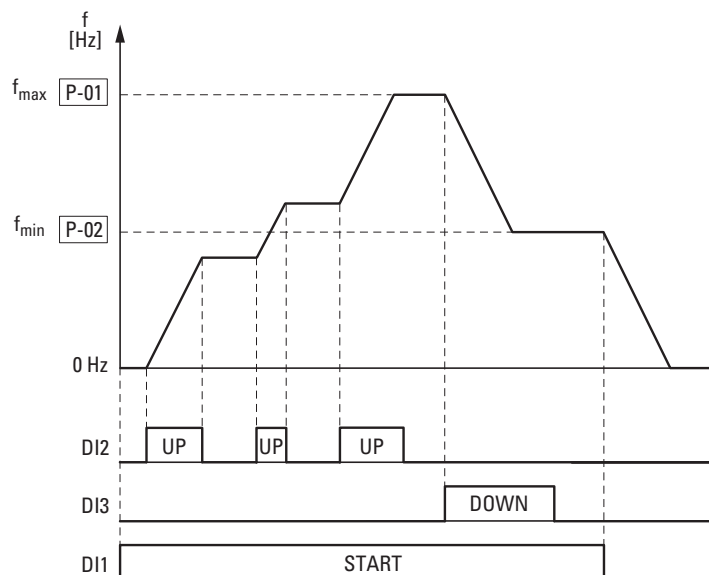 f
[Hz]
fmax P-01
fmin P-02
0 Hz
DI2 UP UP UP
DI3 DOWN
DI1 START